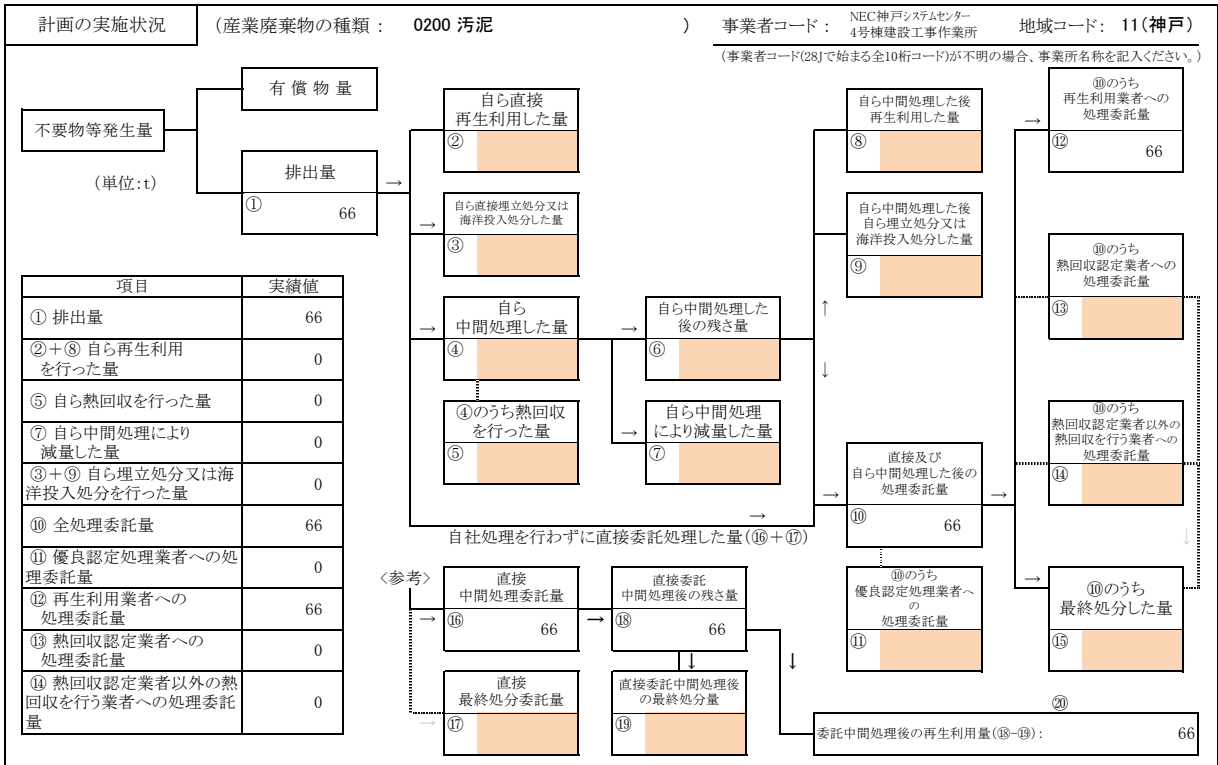 計画の実施状況 (産業廃棄物の種類： 0200 汚泥 ) 事業者コード： NEC神戸システムセンター 4号棟建設工事作業所 地域コード： 11(神戸)
(事業者コード(28Jで始まる全10桁コード)が不明の場合、事業所名称を記入ください。)
不要物等発生量
(単位:t)
有償物量
排出量
→
① 66
自ら直接
再生利用した量
②
→
自ら直接埋立処分又は
海洋投入処分した量
③
→
自ら
中間処理した量
④
④のうち熱回収
を行った量
⑤
→
自ら中間処理した
後の残さ量
⑥
→
自ら中間処理
により減量した量
⑦
自ら中間処理した後
再生利用した量
⑧
自ら中間処理した後
自ら埋立処分又は
海洋投入処分した量
⑨
↑
↓
→
直接及び
自ら中間処理した後の
処理委託量
⑩ 66
→
⑩のうち
優良認定処理業者へ
の
処理委託量
⑪
→
⑩のうち
再生利用業者への
処理委託量
⑫ 66
⑩のうち
熱回収認定業者への
処理委託量
⑬
⑩のうち
熱回収認定業者以外の
熱回収を行う業者への
処理委託量
⑭
↓
→
⑩のうち
最終処分した量
⑮
→
自社処理を行わずに直接委託処理した量(⑯+⑰)
項目 実績値
① 排出量 66
②＋⑧ 自ら再生利用
を行った量 0
⑤ 自ら熱回収を行った量 0
⑦ 自ら中間処理により
減量した量 0
③＋⑨ 自ら埋立処分又は海
洋投入処分を行った量 0
⑩ 全処理委託量 66
⑪ 優良認定処理業者への処
理委託量 0
⑫ 再生利用業者への
処理委託量 66
⑬ 熱回収認定業者への
処理委託量 0
⑭ 熱回収認定業者以外の熱
回収を行う業者への処理委託
量 0
〈参考〉
→
直接
中間処理委託量
⑯ 66
→
直接委託
中間処理後の残さ量
⑱ 66
→
直接
最終処分委託量
⑰
↓
直接委託中間処理後
の最終処分量
⑲
↓
⑳
委託中間処理後の再生利用量(⑱-⑲)： 66